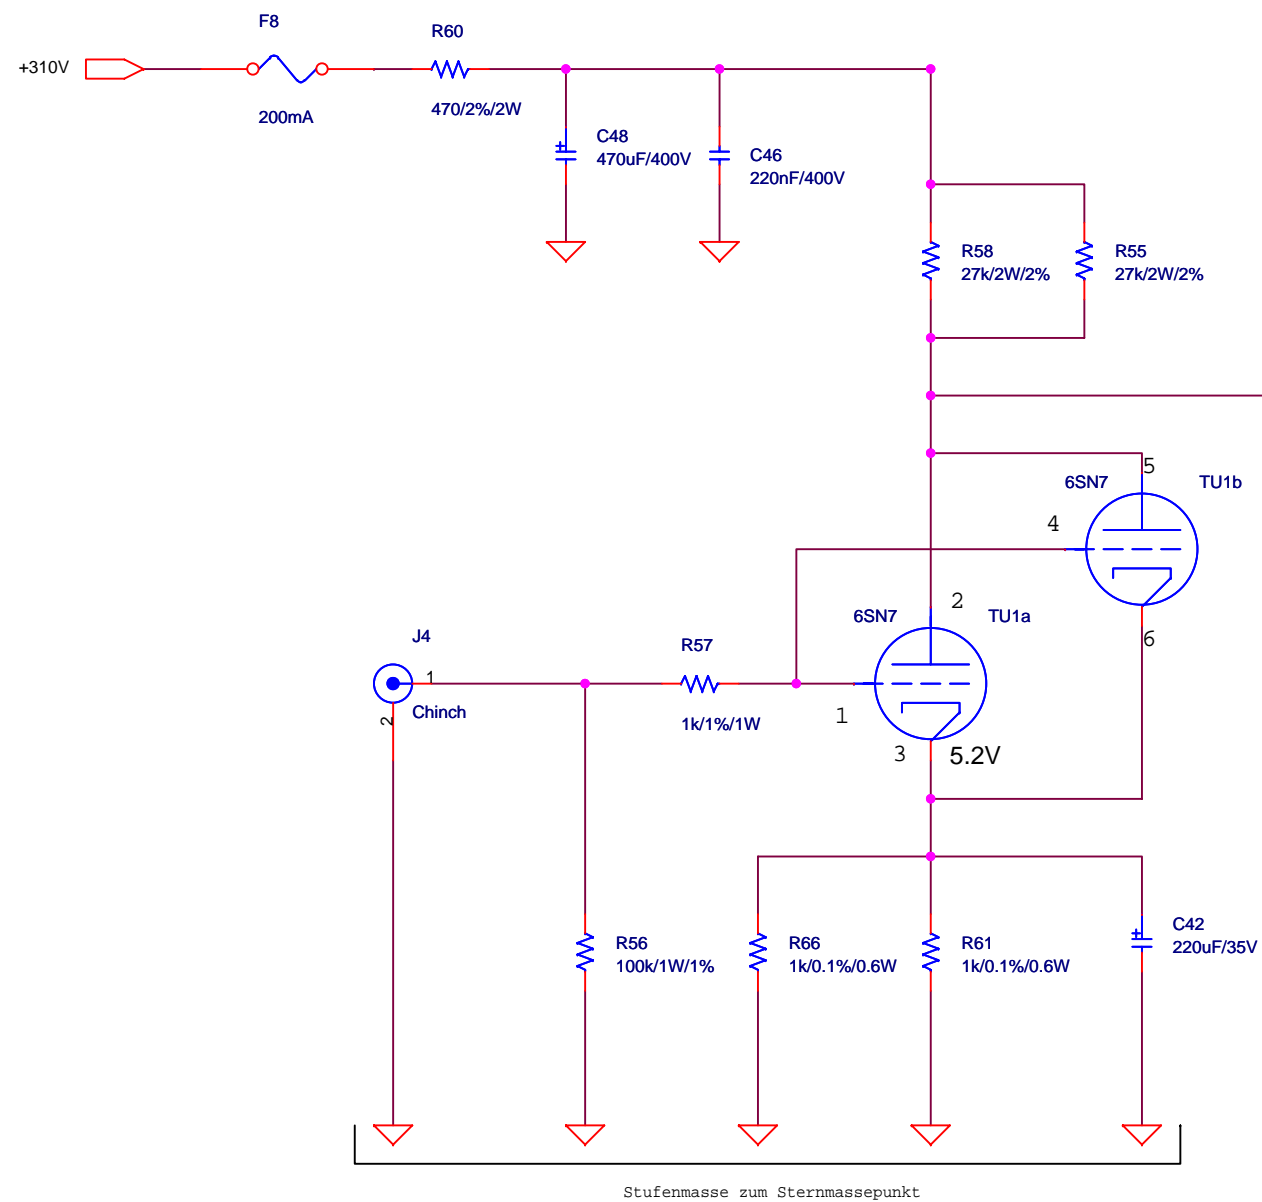 F8
R60
+310V
200mA
470/2%/2W
C48
470uF/400V
C46
220nF/400V
R58
27k/2W/2%
R55
27k/2W/2%
5
6SN7
TU1b
4
2
6SN7
TU1a
6
J4
R57
1
Chinch
2
1k/1%/1W
1
3
5.2V
C42
220uF/35V
R56
100k/1W/1%
R66
1k/0.1%/0.6W
R61
1k/0.1%/0.6W
Stufenmasse zum Sternmassepunkt